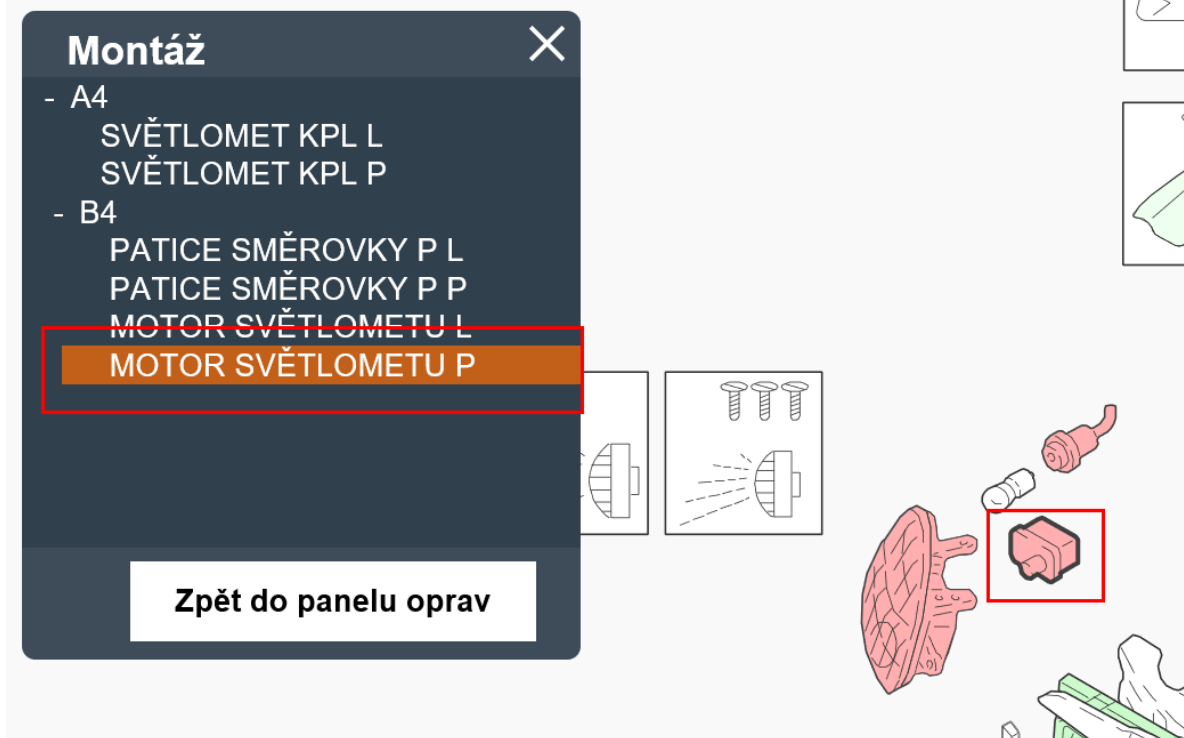 Montáž
- A4
SVĚTLOMET KPL L
SVĚTLOMET KPL P
- B4
PATICE SMĚROVKY P L
PATICE SMĚROVKY P P
MOTOR SVĚTLOMETU L
MOTOR SVĚTLOMETU P
Zpět do panelu oprav